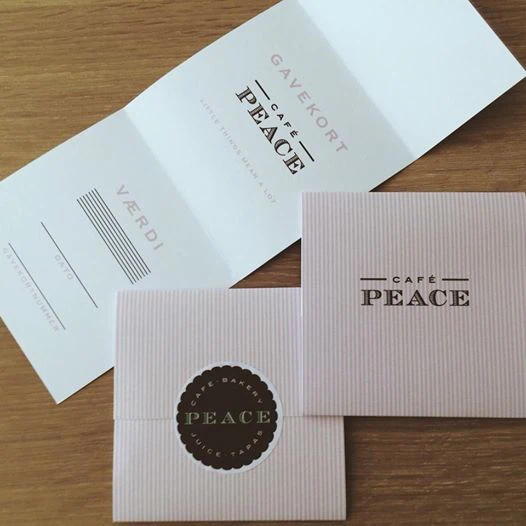 GAVEKORT
CAFÉ
PEACE
LITTLE THINGS MEAN A LOT
VÆRDI
DATO
GAVEKORTNUMMER
CAFÉ
PEACE
CAFÉ · BAKERY
PEACE
JUICE · TAPAS